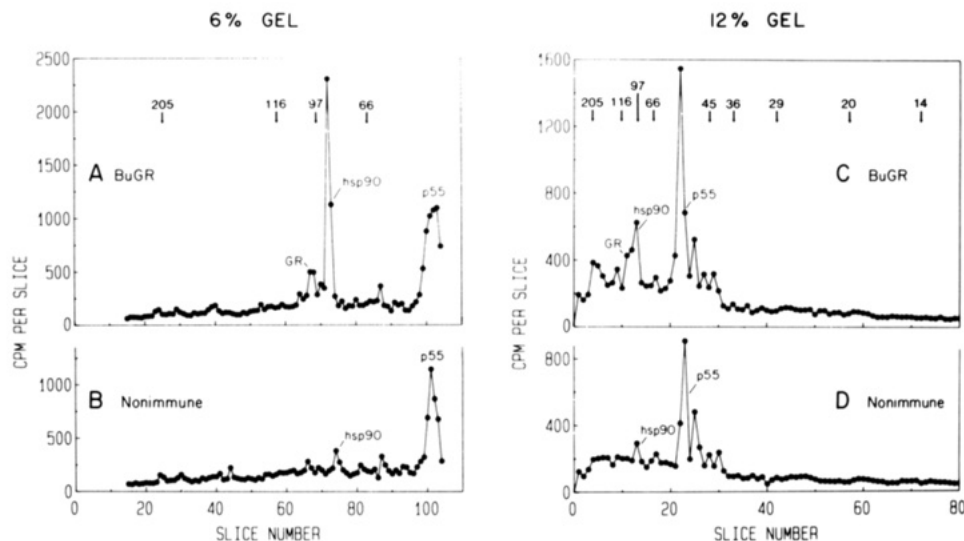 6% GEL
12% GEL
2500
2000
1500
1000
500
0
CPM PER SLICE
205
116
97
66
A BuGR
GR
hsp90
p55
1000
500
0
B Nonimmune
hsp90
p55
0
20
40
60
80
100
SLICE NUMBER
1600
1200
800
400
0
CPM PER SLICE
205
116
97
66
45
36
29
20
14
C BuGR
GR
hsp90
p55
800
400
0
D Nonimmune
hsp90
p55
0
20
40
60
80
SLICE NUMBER